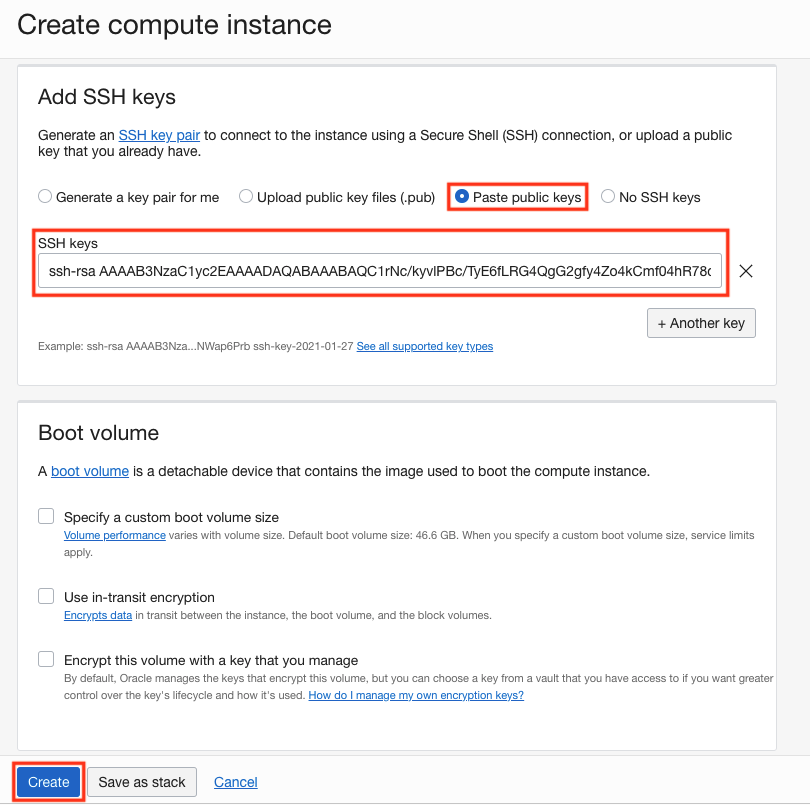 Create compute instance
Add SSH keys
Generate an SSH key pair to connect to the instance using a Secure Shell (SSH) connection, or upload a public
key that you already have.
Generate a key pair for me Upload public key files (.pub) Paste public keys No SSH keys
SSH keys
ssh-rsa AAAAB3NzaC1yc2EAAAADAQABAAABAQC1rNc/kyvlPBc/TyE6fLRG4QgG2gfy4Zo4kCmf04hR78c
+ Another key
Example: ssh-rsa AAAAB3Nza...NWap6Prb ssh-key-2021-01-27 See all supported key types
Boot volume
A boot volume is a detachable device that contains the image used to boot the compute instance.
Specify a custom boot volume size
Volume performance varies with volume size. Default boot volume size: 46.6 GB. When you specify a custom boot volume size, service limits
apply.
Use in-transit encryption
Encrypts data in transit between the instance, the boot volume, and the block volumes.
Encrypt this volume with a key that you manage
By default, Oracle manages the keys that encrypt this volume, but you can choose a key from a vault that you have access to if you want greater
control over the key's lifecycle and how it's used. How do I manage my own encryption keys?
Create Save as stack Cancel